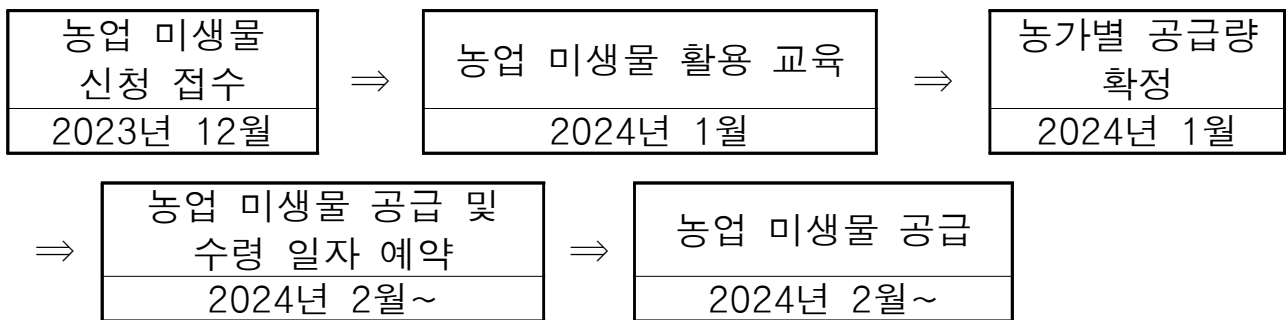 농업 미생물
신청 접수
2023년 12월
⇒
농업 미생물 활용 교육
2024년 1월
⇒
농가별 공급량
확정
2024년 1월
⇒
농업 미생물 공급 및
수령 일자 예약
2024년 2월~
⇒
농업 미생물 공급
2024년 2월~